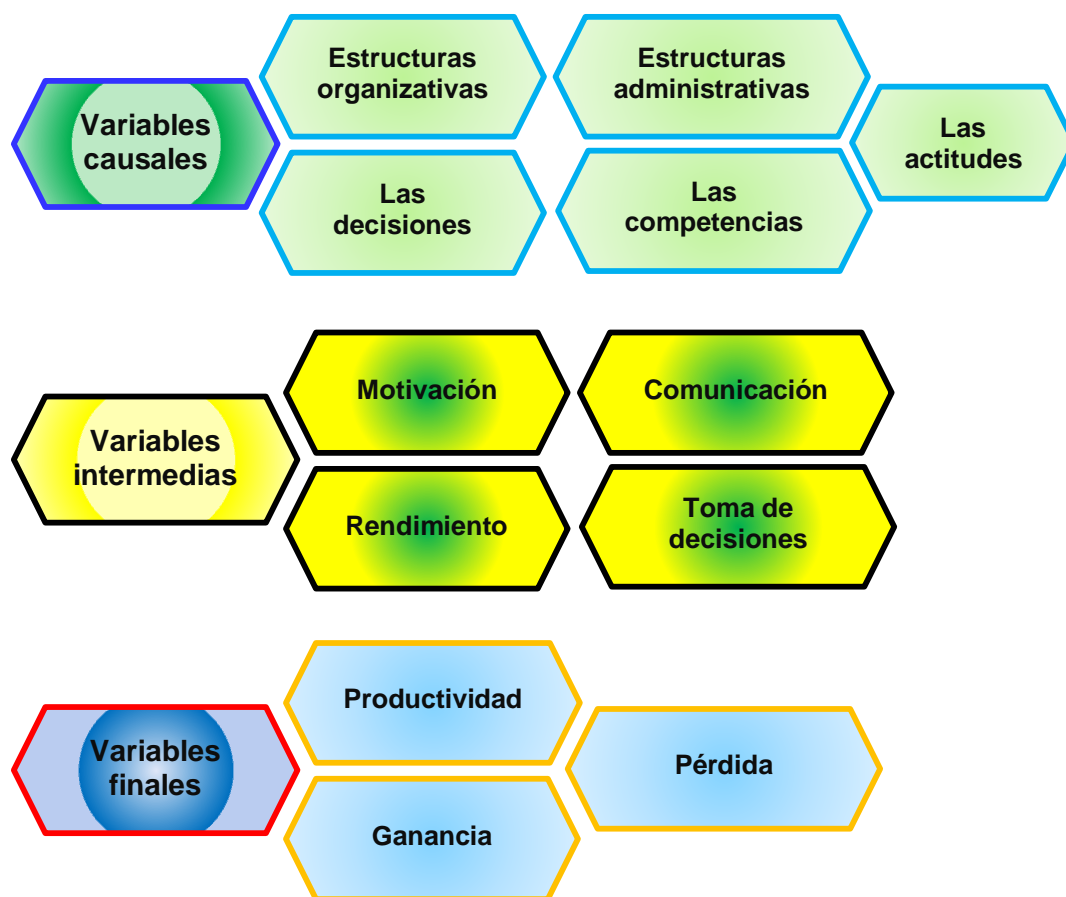 Variables
causales
Estructuras
organizativas
Estructuras
administrativas
Las
actitudes
Las
decisiones
Las
competencias
Variables
intermedias
Motivación
Comunicación
Rendimiento
Toma de
decisiones
Variables
finales
Productividad
Pérdida
Ganancia